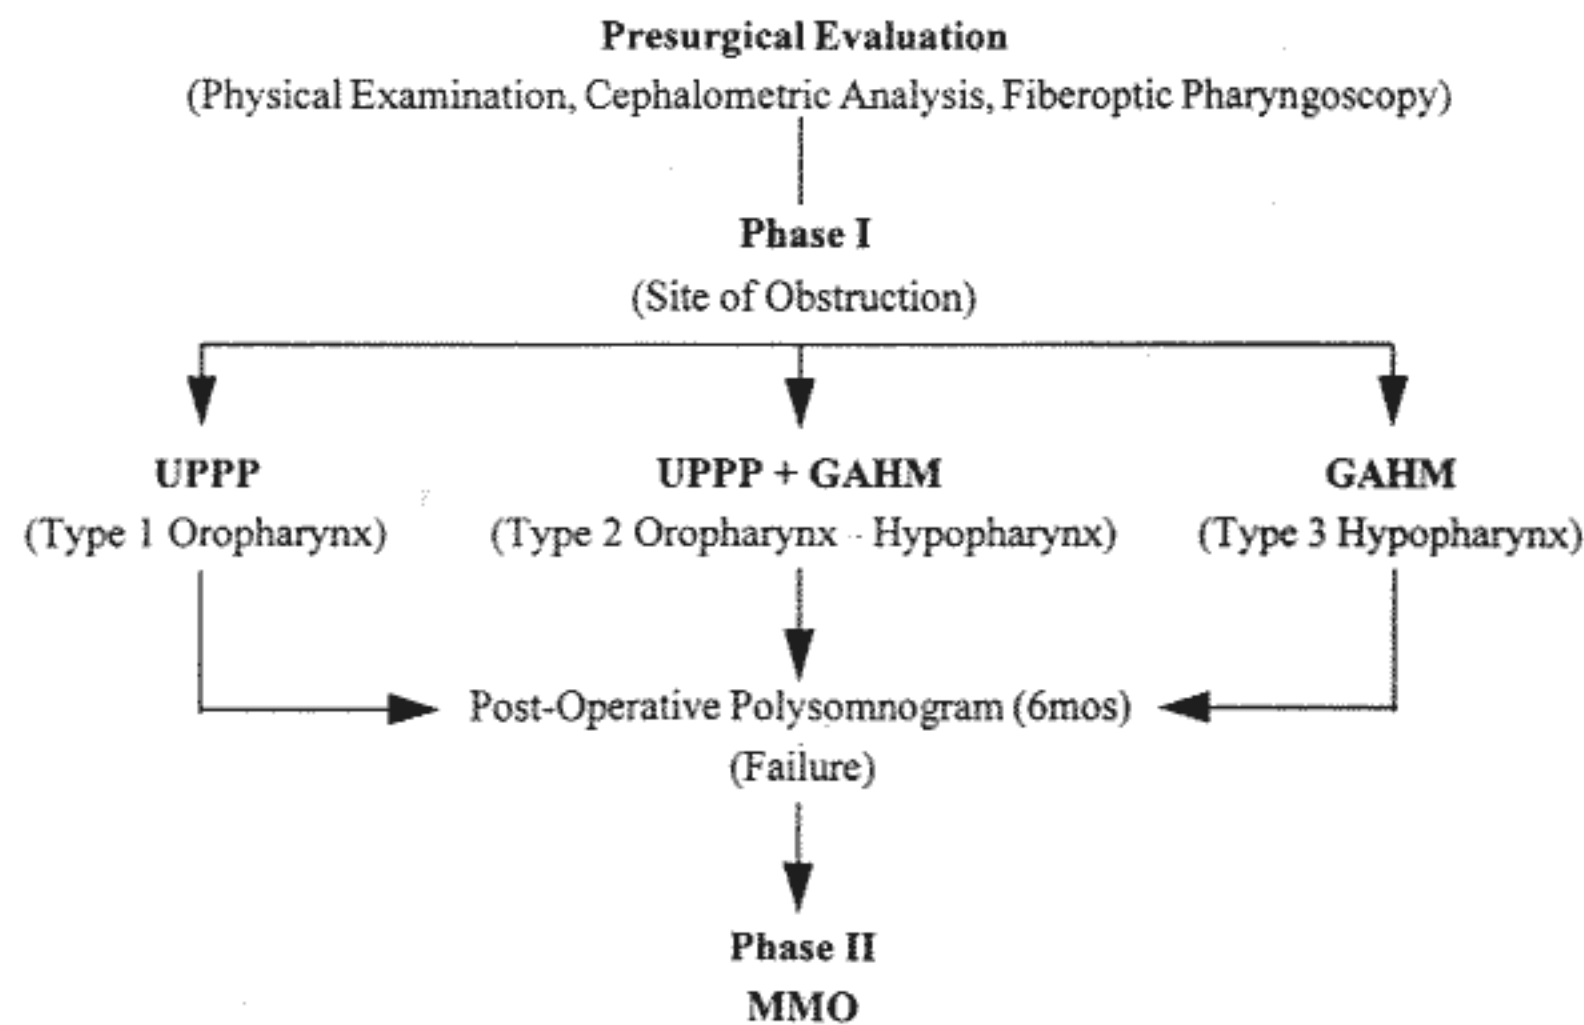 Presurgical Evaluation
(Physical Examination, Cephalometric Analysis, Fiberoptic Pharyngoscopy)
Phase I
(Site of Obstruction)
UPPP
(Type 1 Oropharynx)
UPPP + GAHM
(Type 2 Oropharynx - Hypopharynx)
GAHM
(Type 3 Hypopharynx)
Post-Operative Polysomnogram (6mos)
(Failure)
Phase II
MMO